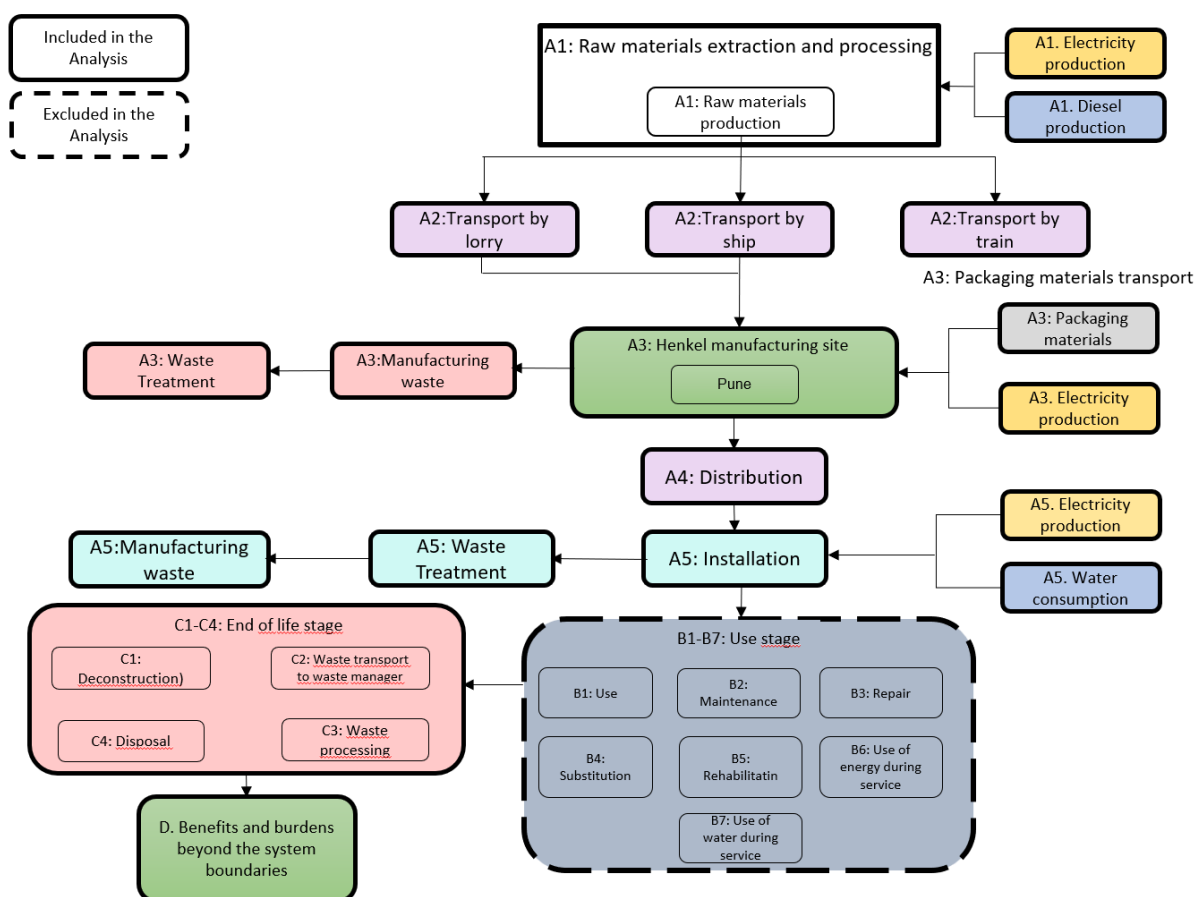 Included in the
Analysis
Excluded in the
Analysis
A1: Raw materials extraction and processing
A1: Raw materials
production
A1. Electricity
production
A1. Diesel
production
A2:Transport by
lorry
A2:Transport by
ship
A2:Transport by
train
A3: Packaging materials transport
A3: Waste
Treatment
A3:Manufacturing
waste
A3: Henkel manufacturing site
Pune
A3: Packaging
materials
A3. Electricity
production
A4: Distribution
A5:Manufacturing
waste
A5: Waste
Treatment
A5: Installation
A5. Electricity
production
A5. Water
consumption
C1-C4: End of life stage
C1:
Deconstruction)
C2: Waste transport
to waste manager
C4: Disposal
C3: Waste
processing
B1-B7: Use stage
B1: Use
B2:
Maintenance
B3: Repair
B4:
Substitution
B5:
Rehabilitatin
B6: Use of
energy during
service
B7: Use of
water during
service
D. Benefits and burdens
beyond the system
boundaries